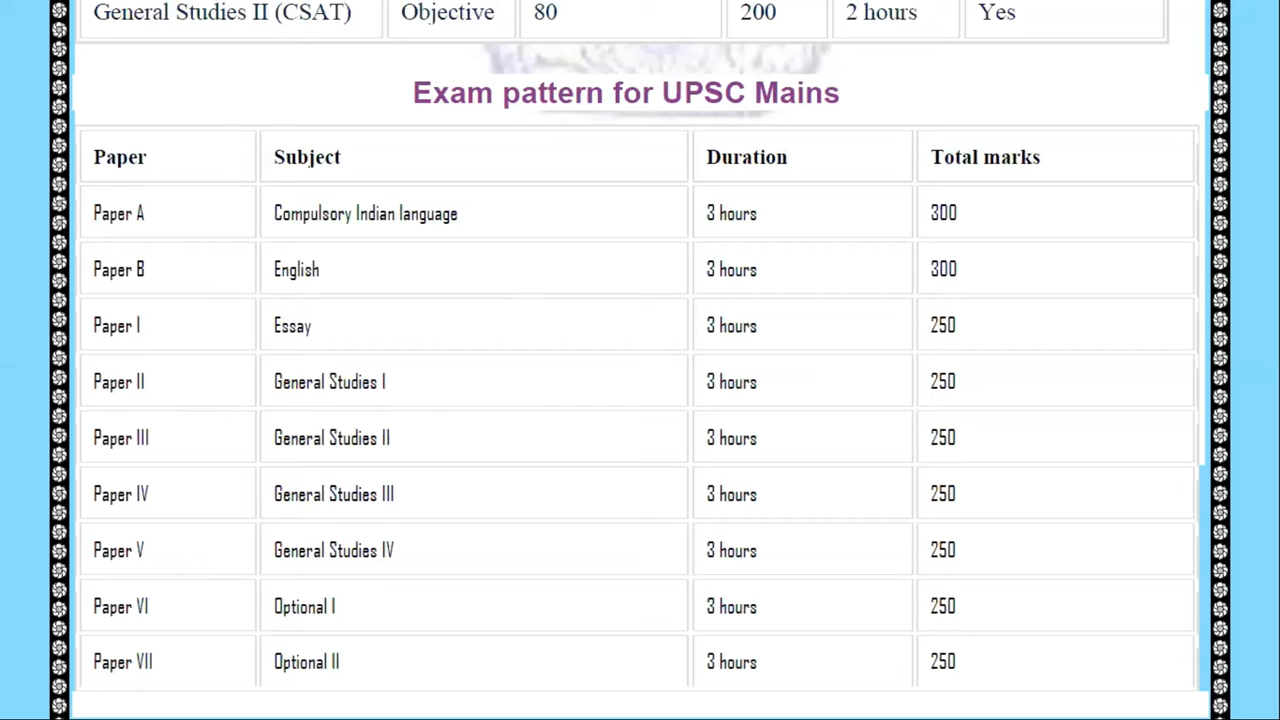 General Studies II (CSAT) Objective 80 200 2 hours Yes
Exam pattern for UPSC Mains
Paper Subject Duration Total marks
Paper A Compulsory Indian language 3 hours 300
Paper B English 3 hours 300
Paper I Essay 3 hours 250
Paper II General Studies I 3 hours 250
Paper III General Studies II 3 hours 250
Paper IV General Studies III 3 hours 250
Paper V General Studies IV 3 hours 250
Paper VI Optional I 3 hours 250
Paper VII Optional II 3 hours 250